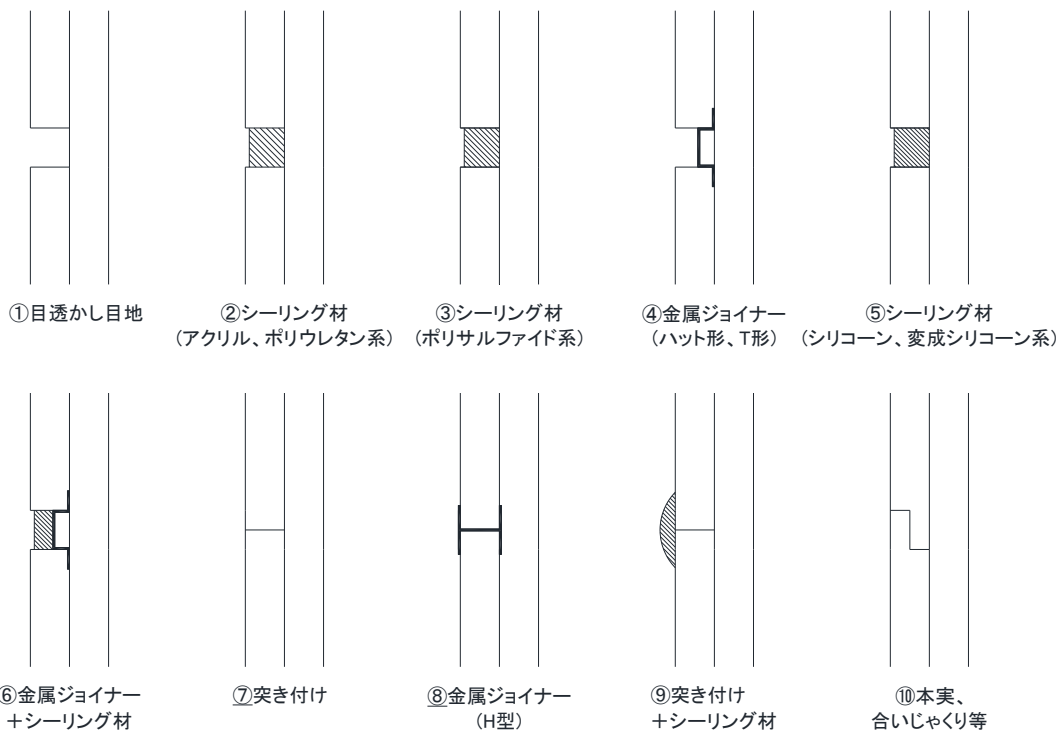 ①目透かし目地
②シーリング材
(アクリル、ポリウレタン系)
③シーリング材
(ポリサルファイド系)
④金属ジョイナー
(ハット形、T形)
⑤シーリング材
(シリコーン、変成シリコーン系)
⑥金属ジョイナー
+シーリング材
⑦突き付け
⑧金属ジョイナー
(H型)
⑨突き付け
+シーリング材
⑩本実、
合いじゃくり等